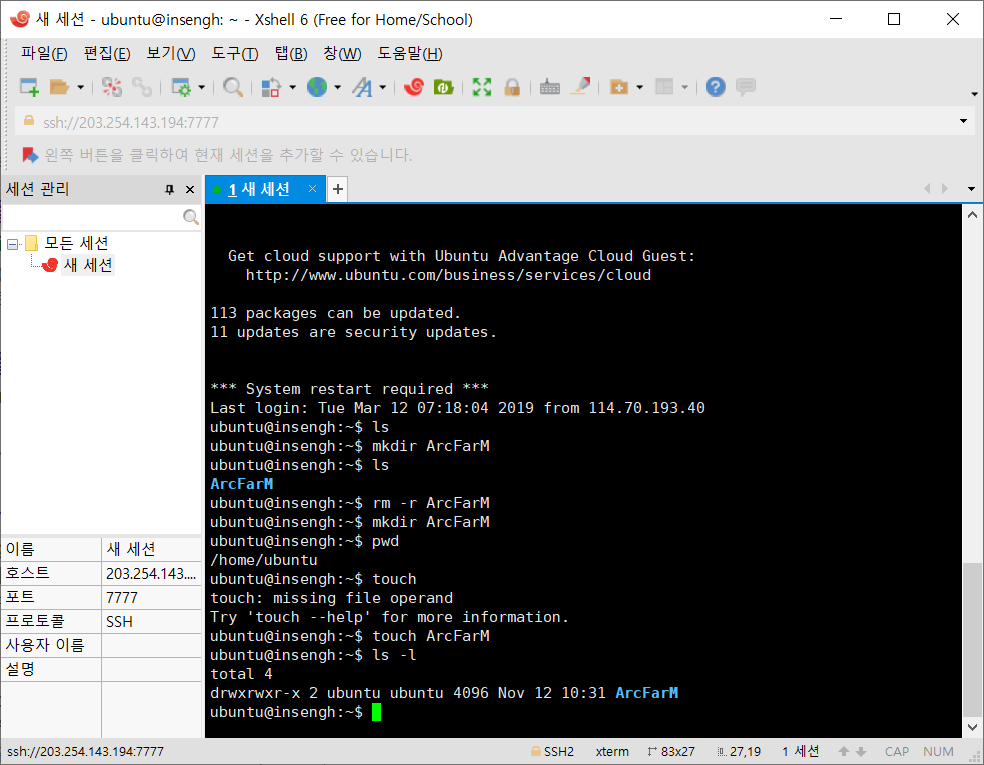 새 세션 - ubuntu@insengh: ~ - Xshell 6 (Free for Home/School)
파일(F) 편집(E) 보기(V) 도구(T) 탭(B) 창(W) 도움말(H)
ssh://203.254.143.194:7777
왼쪽 버튼을 클릭하여 현재 세션을 추가할 수 있습니다.
세션 관리
1 새 세션
모든 세션
새 세션
이름 새 세션
호스트 203.254.143....
포트 7777
프로토콜 SSH
사용자 이름
설명
Get cloud support with Ubuntu Advantage Cloud Guest:
http://www.ubuntu.com/business/services/cloud
113 packages can be updated.
11 updates are security updates.
*** System restart required ***
Last login: Tue Mar 12 07:18:04 2019 from 114.70.193.40
ubuntu@insengh:~$ ls
ubuntu@insengh:~$ mkdir ArcFarM
ubuntu@insengh:~$ ls
ArcFarM
ubuntu@insengh:~$ rm -r ArcFarM
ubuntu@insengh:~$ mkdir ArcFarM
ubuntu@insengh:~$ pwd
/home/ubuntu
ubuntu@insengh:~$ touch
touch: missing file operand
Try 'touch --help' for more information.
ubuntu@insengh:~$ touch ArcFarM
ubuntu@insengh:~$ ls -l
total 4
drwxrwxr-x 2 ubuntu ubuntu 4096 Nov 12 10:31 ArcFarM
ubuntu@insengh:~$
ssh://203.254.143.194:7777 SSH2 xterm 83x27 27,19 1 세션 CAP NUM